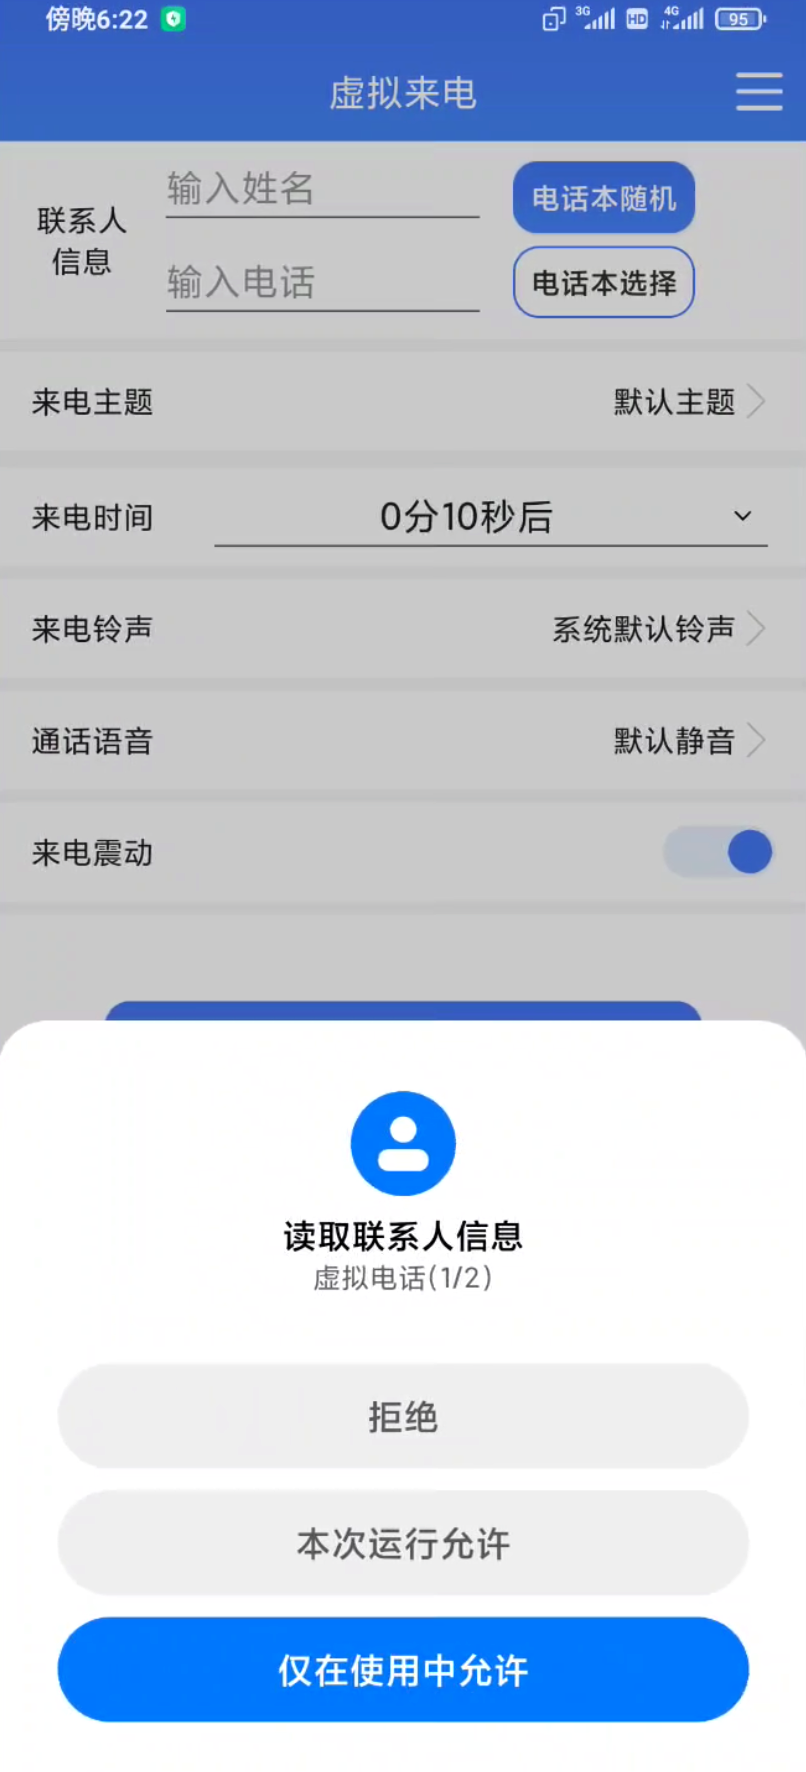 傍晚6:22 3G HD 4G 95
虚拟来电
联系人
信息
输入姓名
电话本随机
输入电话
电话本选择
来电主题 默认主题
来电时间 0分10秒后
来电铃声 系统默认铃声
通话语音 默认静音
来电震动
读取联系人信息
虚拟电话(1/2)
拒绝
本次运行允许
仅在使用中允许